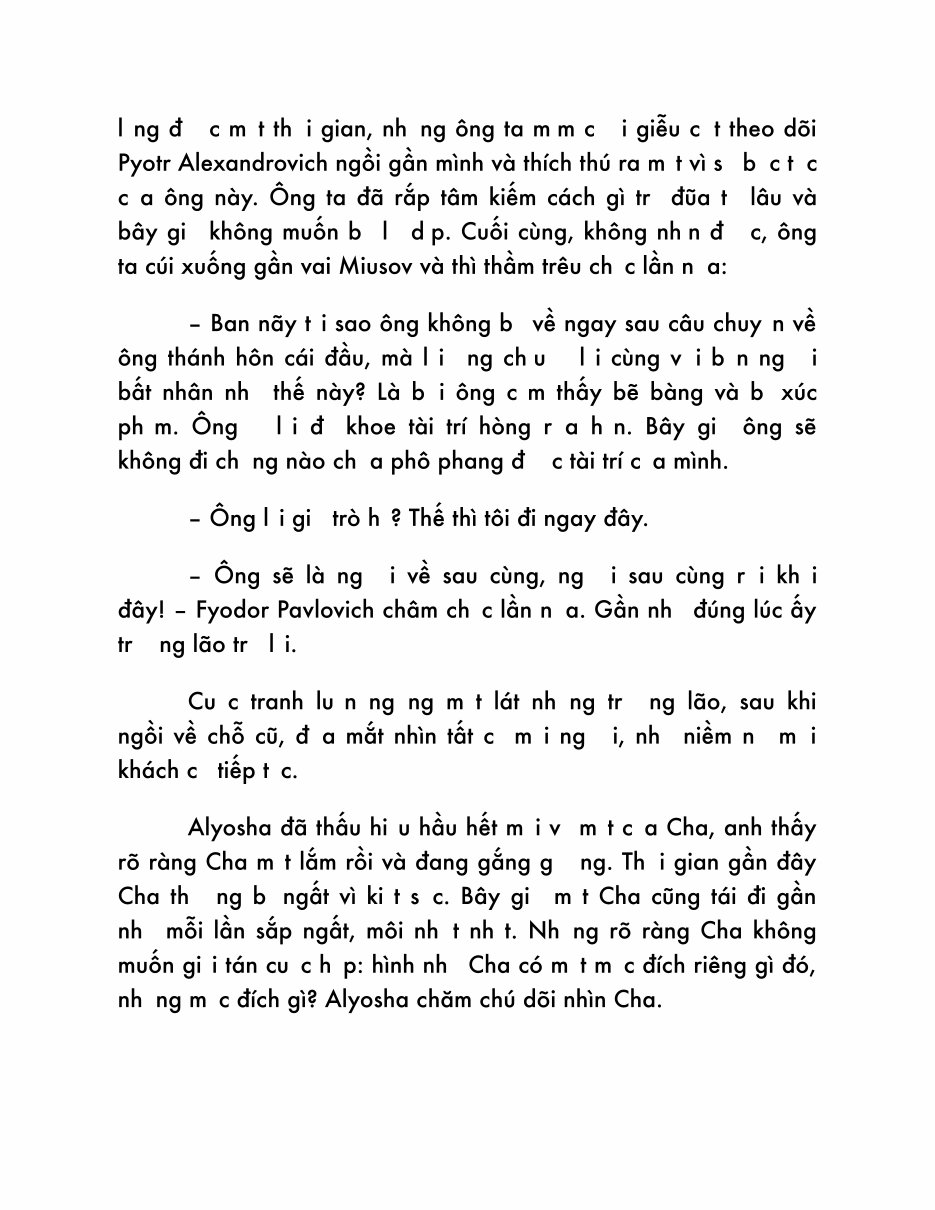 l ng đ c m t th i gian, nh ng ông ta m m c i giễu c t theo dõi
Pyotr Alexandrovich ngồi gần mình và thích thú ra m t vì s b c t c
c a ông này. Ông ta đã rắp tâm kiếm cách gì tr đũa t lâu và
bây gi không muốn b l d p. Cuối cùng, không nh n đ c, ông
ta cúi xuống gần vai Miusov và thì thầm trêu ch c lần n a:
– Ban nãy t i sao ông không b về ngay sau câu chuy n về
ông thánh hôn cái đầu, mà l i ng ch u l i cùng v i b n ng i
bất nhân nh thế này? Là b i ông c m thấy bẽ bàng và b xúc
ph m. Ông l i đ khoe tài trí hòng r a h n. Bây gi ông sẽ
không đi ch ng nào ch a phô phang đ c tài trí c a mình.
– Ông l i gi trò h ? Thế thì tôi đi ngay đây.
– Ông sẽ là ng i về sau cùng, ng i sau cùng r i kh i
đây! – Fyodor Pavlovich châm ch c lần n a. Gần nh đúng lúc ấy
tr ng lão tr l i.
Cu c tranh lu n ng ng m t lát nh ng tr ng lão, sau khi
ngồi về chỗ cũ, đ a mắt nhìn tất c m i ng i, nh niềm n m i
khách c tiếp t c.
Alyosha đã thấu hi u hầu hết m i v m t c a Cha, anh thấy
rõ ràng Cha m t lắm rồi và đang gắng g ng. Th i gian gần đây
Cha th ng b ngất vì ki t s c. Bây gi m t Cha cũng tái đi gần
nh mỗi lần sắp ngất, môi nh t nh t. Nh ng rõ ràng Cha không
muốn gi i tán cu c h p: hình nh Cha có m t m c đích riêng gì đó,
nh ng m c đích gì? Alyosha chăm chú dõi nhìn Cha.